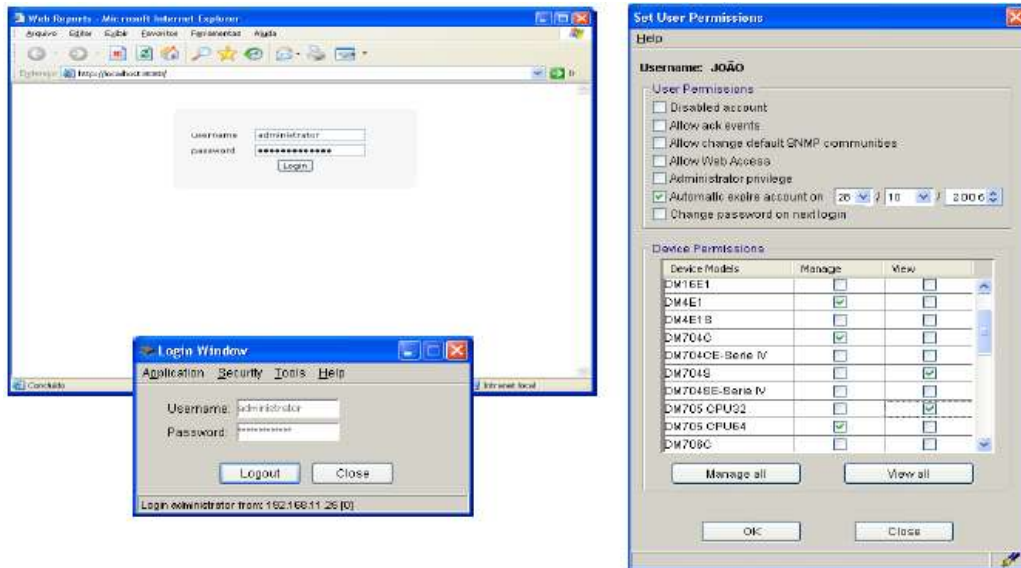 Web Reports - Microsoft Internet Explorer
Arquivo Editar Exibir Favoritos Ferramentas Ajuda
Endereço http://localhost:8080/
username administrator
password •••••••••••••
Login
Concluído
Intranet local
Login Window
Application Security Tools Help
Username: administrator
Password: ************
Logout Close
Login administrator from: 192.168.11.26 [0]
Set User Permissions
Help
Username: JOÃO
User Permissions
Disabled account
Allow ack events
Allow change default SNMP communities
Allow Web Access
Administrator privilege
Automatic expire account on 26 / 10 / 2006
Change password on next login
Device Permissions
Device Models Manage View
DM16E1
DM4E1
DM4E1S
DM704C
DM704CE-Serie IV
DM704S
DM704SE-Serie IV
DM705 CPU32
DM705 CPU64
DM706C
Manage all View all
OK Close